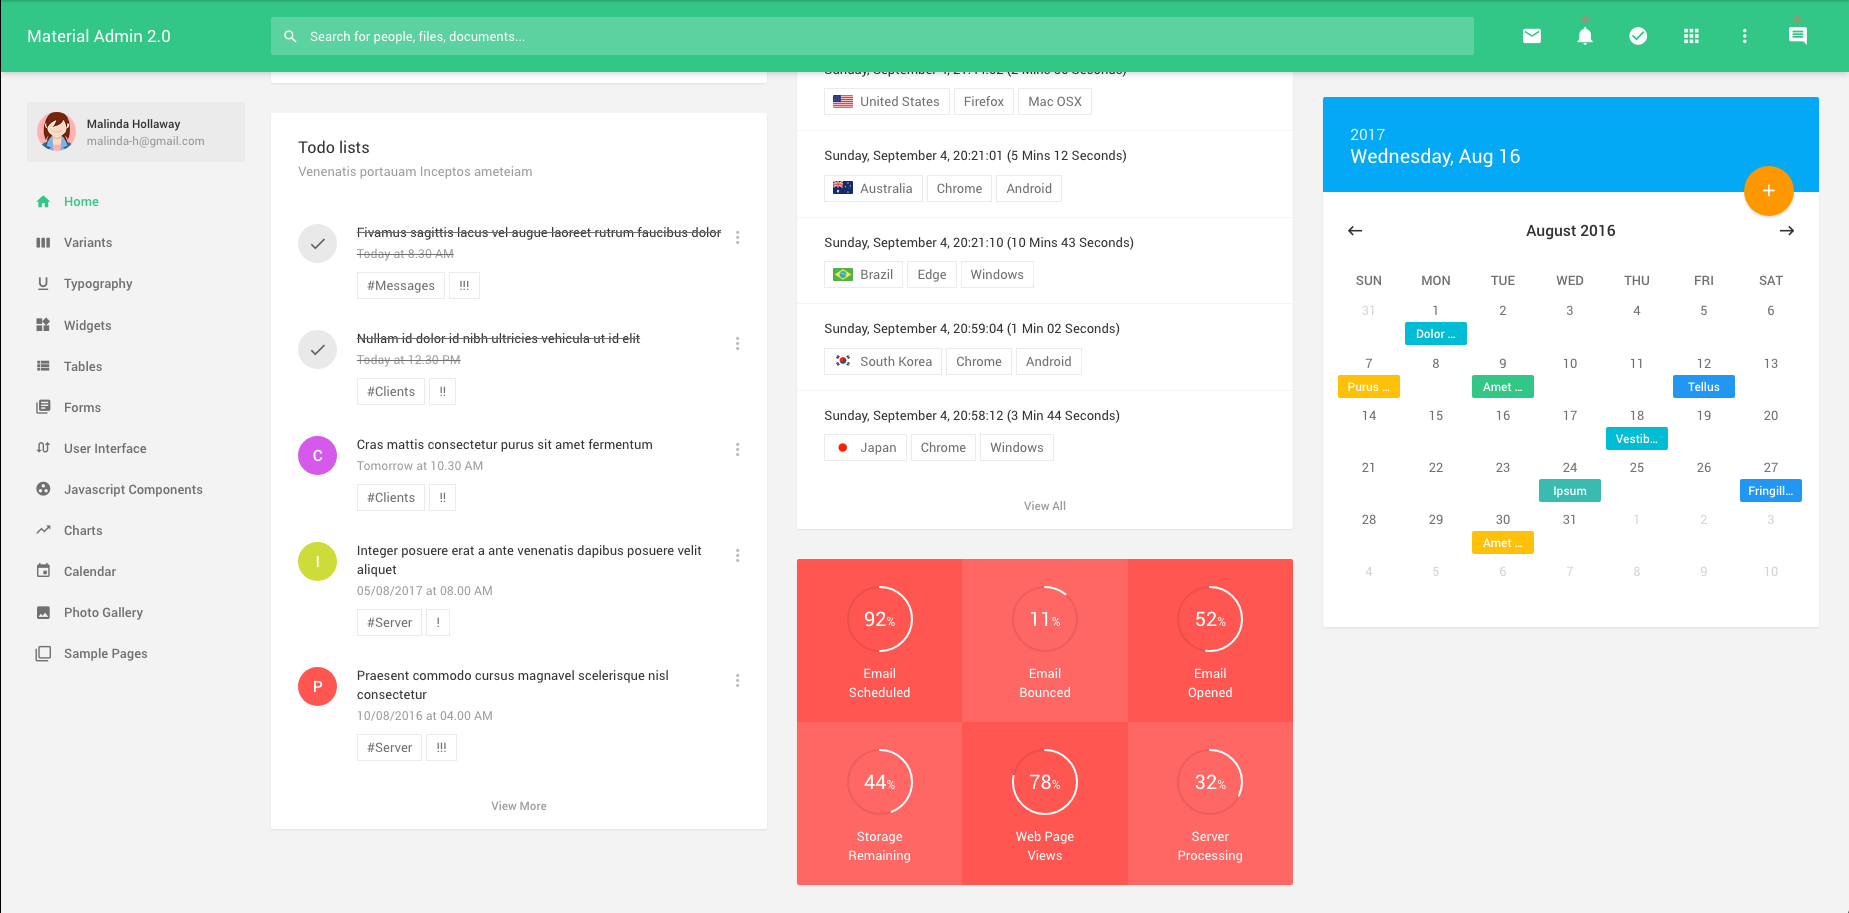 Material Admin 2.0
Search for people, files, documents...
Malinda Hollaway
malinda-h@gmail.com
Home
Variants
Typography
Widgets
Tables
Forms
User Interface
Javascript Components
Charts
Calendar
Photo Gallery
Sample Pages
Todo lists
Venenatis portauam Inceptos ameteiam
Fivamus sagittis lacus vel augue laoreet rutrum faucibus dolor
Today at 8.30 AM
#Messages !!!
Nullam id dolor id nibh ultricies vehicula ut id elit
Today at 12.30 PM
#Clients !!
C
Cras mattis consectetur purus sit amet fermentum
Tomorrow at 10.30 AM
#Clients !!
I
Integer posuere erat a ante venenatis dapibus posuere velit
aliquet
05/08/2017 at 08.00 AM
#Server !
P
Praesent commodo cursus magnavel scelerisque nisl
consectetur
10/08/2016 at 04.00 AM
#Server !!!
View More
United States Firefox Mac OSX
Sunday, September 4, 20:21:01 (5 Mins 12 Seconds)
Australia Chrome Android
Sunday, September 4, 20:21:10 (10 Mins 43 Seconds)
Brazil Edge Windows
Sunday, September 4, 20:59:04 (1 Min 02 Seconds)
South Korea Chrome Android
Sunday, September 4, 20:58:12 (3 Min 44 Seconds)
Japan Chrome Windows
View All
92% 11% 52%
Email Email Email
Scheduled Bounced Opened
44% 78% 32%
Storage Web Page Server
Remaining Views Processing
2017
Wednesday, Aug 16
+
August 2016
SUN MON TUE WED THU FRI SAT
31 1 2 3 4 5 6
Dolor ...
7 8 9 10 11 12 13
Purus ... Amet ... Tellus
14 15 16 17 18 19 20
Vestib...
21 22 23 24 25 26 27
Ipsum Fringill...
28 29 30 31 1 2 3
Amet ...
4 5 6 7 8 9 10